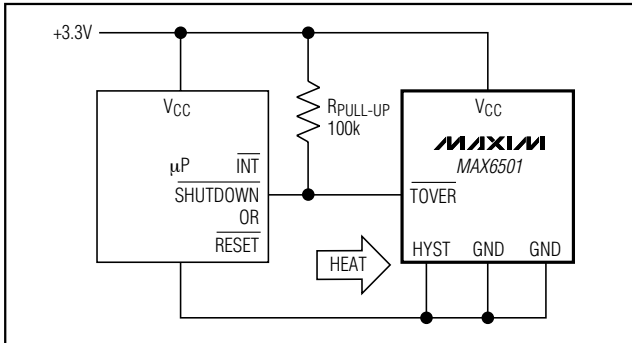 +3.3V
VCC
RPULL-UP
100k
VCC
MAXIM
MAX6501
μP
INT
SHUTDOWN
OR
RESET
TOVER
HEAT
HYST GND GND